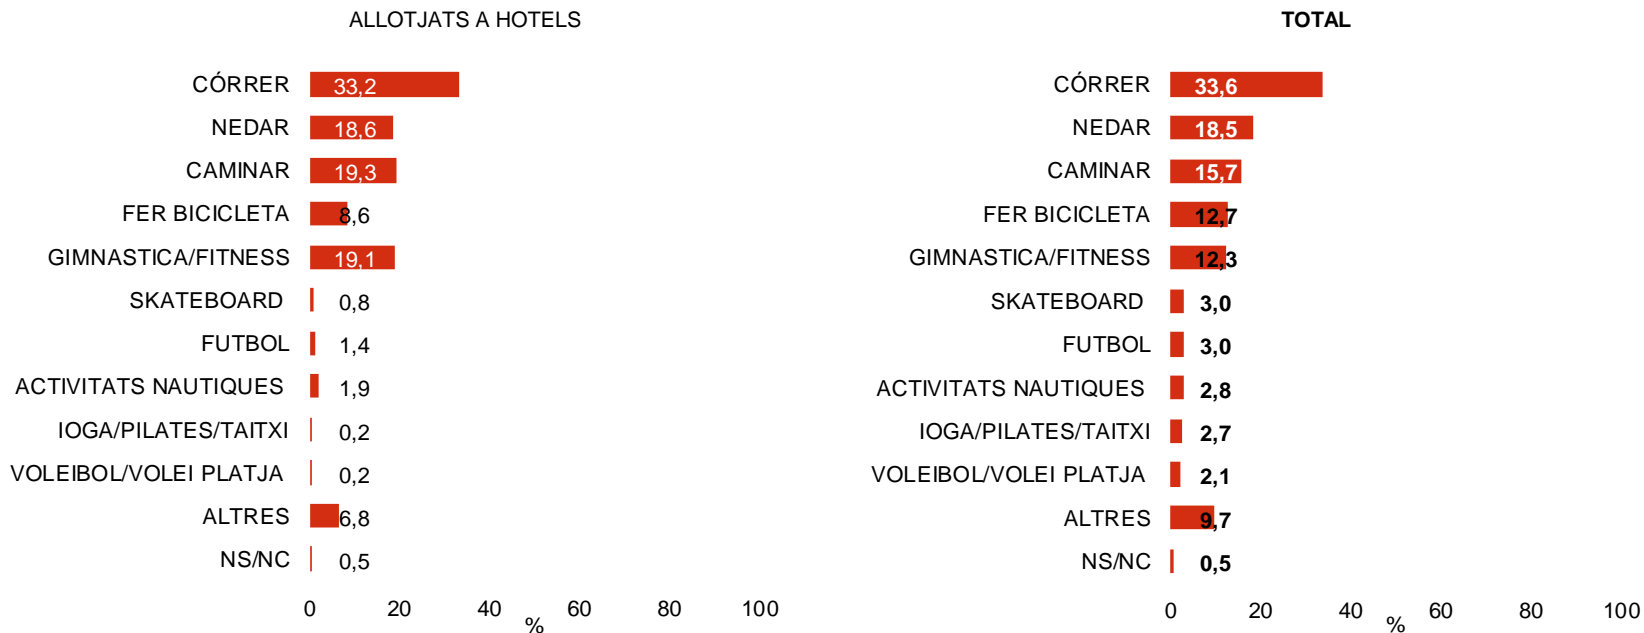 ALLOTJATS A HOTELS
CÓRRER 33,2
NEDAR 18,6
CAMINAR 19,3
FER BICICLETA 8,6
GIMNASTICA/FITNESS 19,1
SKATEBOARD 0,8
FUTBOL 1,4
ACTIVITATS NAUTIQUES 1,9
IOGA/PILATES/TAITXI 0,2
VOLEIBOL/VOLEI PLATJA 0,2
ALTRES 6,8
NS/NC 0,5
0 20 40 60 80 100
%
TOTAL
CÓRRER 33,6
NEDAR 18,5
CAMINAR 15,7
FER BICICLETA 12,7
GIMNASTICA/FITNESS 12,3
SKATEBOARD 3,0
FUTBOL 3,0
ACTIVITATS NAUTIQUES 2,8
IOGA/PILATES/TAITXI 2,7
VOLEIBOL/VOLEI PLATJA 2,1
ALTRES 9,7
NS/NC 0,5
0 20 40 60 80 100
%